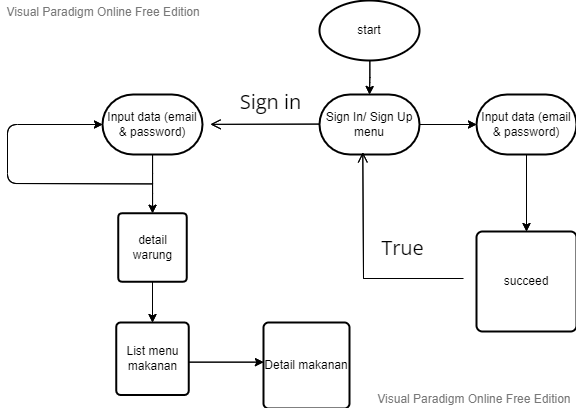 Visual Paradigm Online Free Edition
start
Sign in
Input data (email
& password)
Sign In/ Sign Up
menu
Input data (email
& password)
detail
warung
True
succeed
List menu
makanan
Detail makanan
Visual Paradigm Online Free Edition